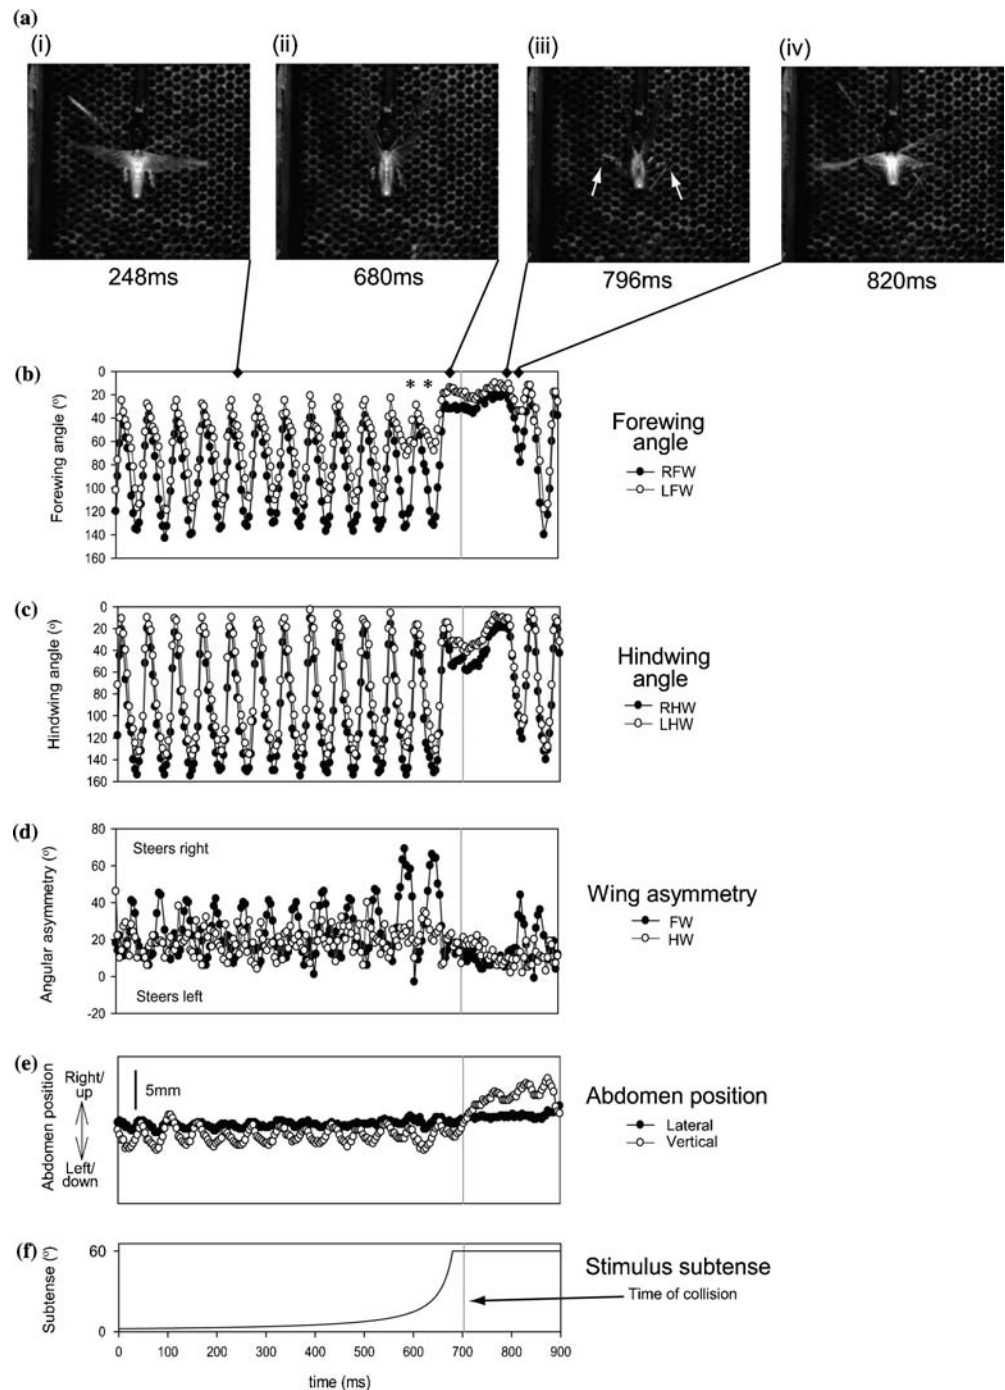 (a)
(i)
(ii)
(iii)
(iv)
248ms
680ms
796ms
820ms
(b)
Forewing angle (°)
0
20
40
60
80
100
120
140
160
* *
Forewing angle
RFW
LFW
(c)
Hindwing angle (°)
0
20
40
60
80
100
120
140
160
Hindwing angle
RHW
LHW
(d)
Angular asymmetry (°)
80
60
40
20
0
-20
Steers right
Steers left
Wing asymmetry
FW
HW
(e)
Abdomen position
Right/
up
Left/
down
5mm
Abdomen position
Lateral
Vertical
(f)
Subtense (°)
60
0
Stimulus subtense
Time of collision
0 100 200 300 400 500 600 700 800 900
time (ms)